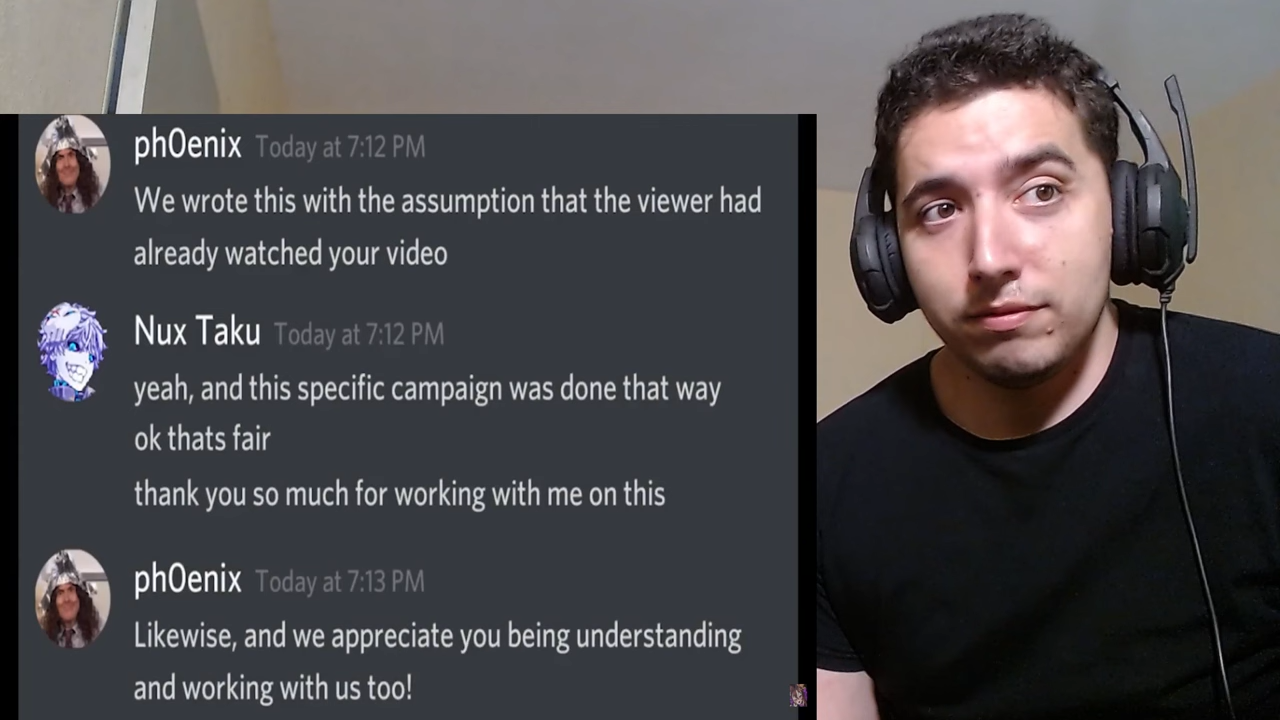 ph0enix Today at 7:12 PM
We wrote this with the assumption that the viewer had
already watched your video
Nux Taku Today at 7:12 PM
yeah, and this specific campaign was done that way
ok thats fair
thank you so much for working with me on this
ph0enix Today at 7:13 PM
Likewise, and we appreciate you being understanding
and working with us too!